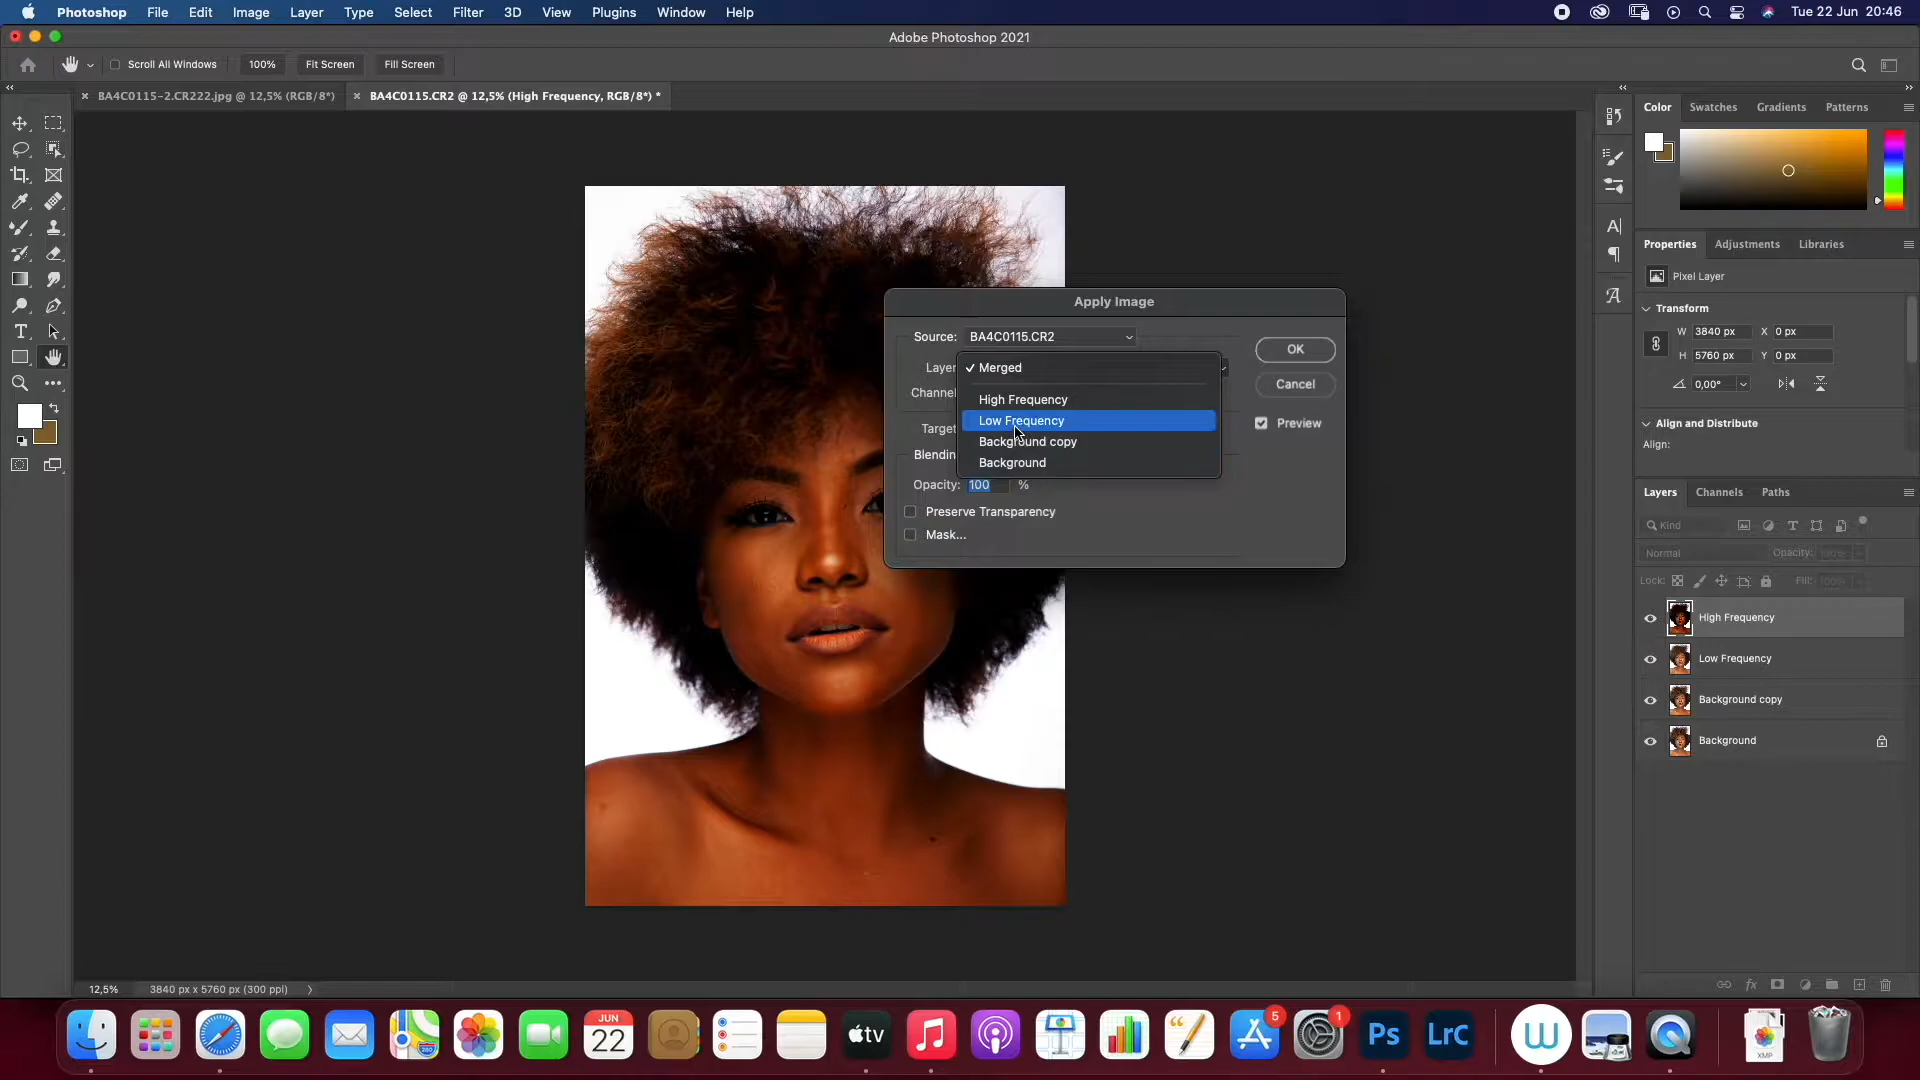 Photoshop File Edit Image Layer Type Select Filter 3D View Plugins Window Help Tue 22 Jun 20:46
Adobe Photoshop 2021
Scroll All Windows 100% Fit Screen Fill Screen
BA4C0115-2.CR222.jpg @ 12,5% (RGB/8*) BA4C0115.CR2 @ 12,5% (High Frequency, RGB/8*) *
Color Swatches Gradients Patterns
Properties Adjustments Libraries
Pixel Layer
Transform
W 3840 px X 0 px
H 5760 px Y 0 px
0,00°
Align and Distribute
Align:
Apply Image
Source: BA4C0115.CR2
OK
Layer Merged
Cancel
Channel
High Frequency
Low Frequency
Preview
Target
Background copy
Blendin
Background
Opacity: 100 %
Preserve Transparency
Mask...
Layers Channels Paths
Kind
Normal Opacity: 100%
Lock: Fill: 100%
High Frequency
Low Frequency
Background copy
Background
12,5% 3840 px x 5760 px (300 ppi)
JUN
22
280
tv
5
1
Ps
LrC
W
XMP